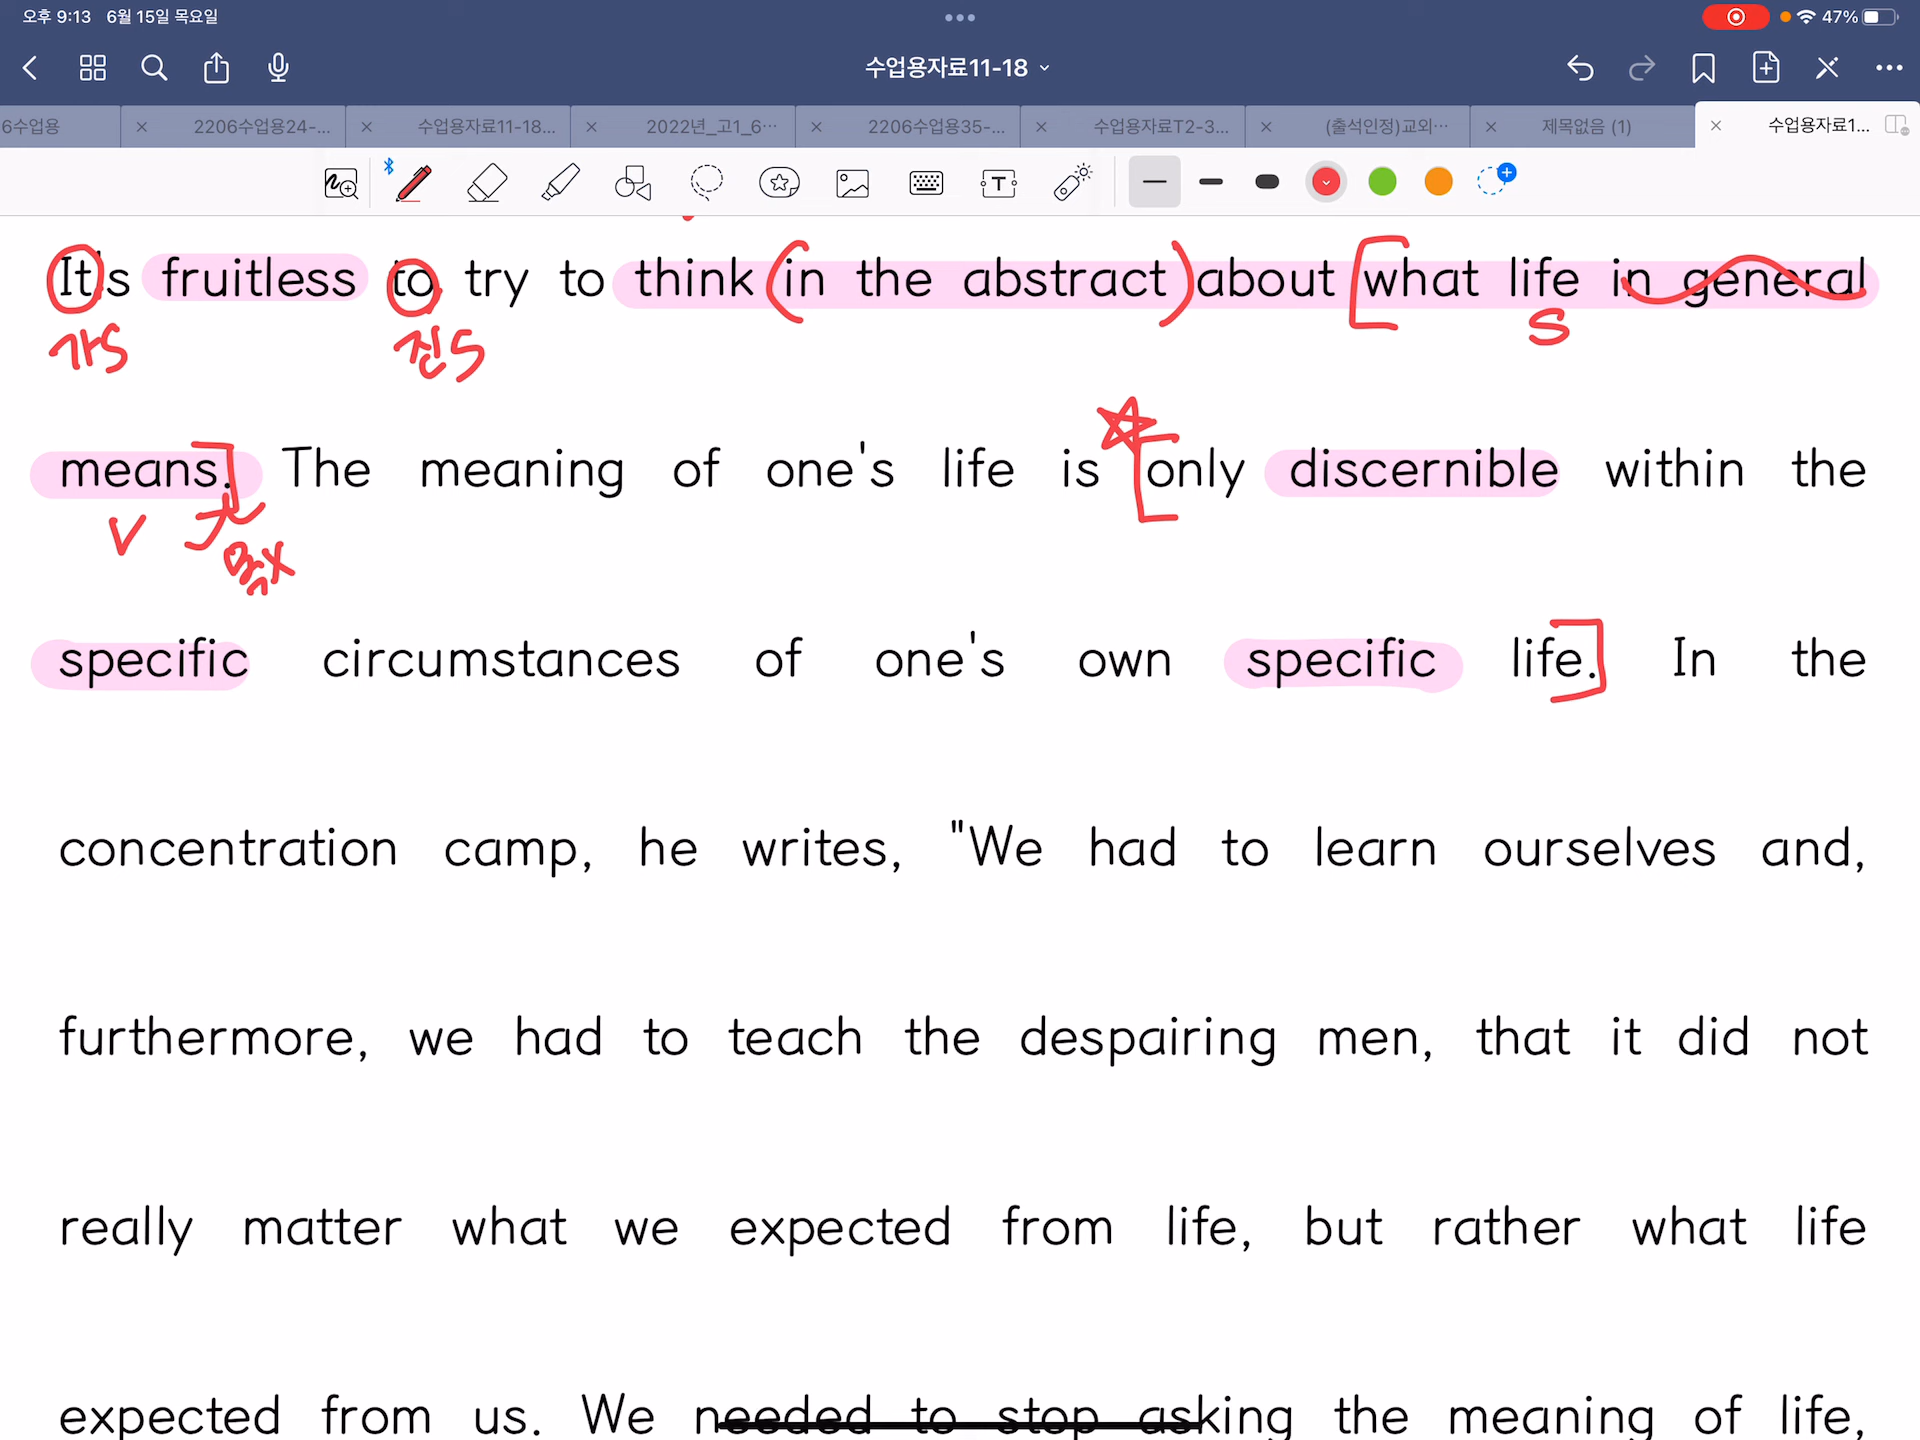 오후 9:13 6월 15일 목요일
47%
수업용자료11-18
6수업용
2206수업용24-...
수업용자료11-18...
2022년_고1_6...
2206수업용35-...
수업용자료T2-3...
(출석인정)교외...
제목없음 (1)
수업용자료1...
It's fruitless to try to think (in the abstract) about [what life in general
가S 진S S
means.] The meaning of one's life is [only discernible within the
V 목X
specific circumstances of one's own specific life.] In the
concentration camp, he writes, "We had to learn ourselves and,
furthermore, we had to teach the despairing men, that it did not
really matter what we expected from life, but rather what life
expected from us. We needed to stop asking the meaning of life,